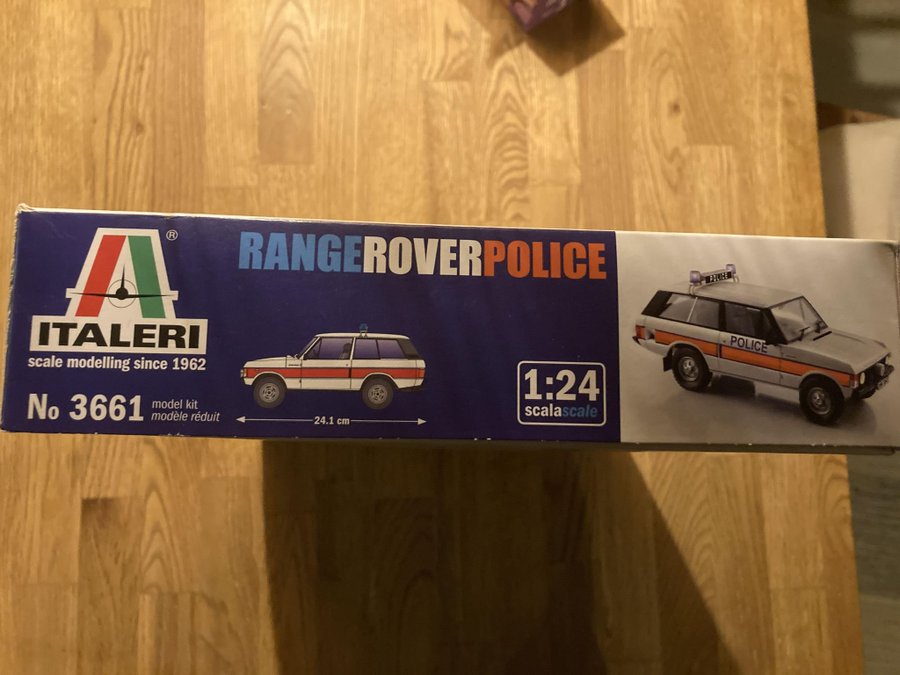 ®
ITALERI
scale modelling since 1962
No 3661 model kit
modèle réduit
RANGEROVERPOLICE
24.1 cm
1:24
scalascale
POLICE
POLICE